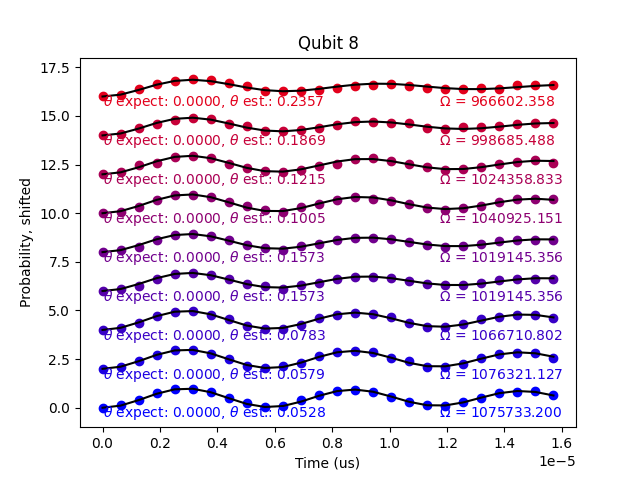 Qubit 8
17.5
θ expect: 0.0000, θ est.: 0.2357 Ω = 966602.358
15.0
θ expect: 0.0000, θ est.: 0.1869 Ω = 998685.488
12.5
θ expect: 0.0000, θ est.: 0.1215 Ω = 1024358.833
10.0
θ expect: 0.0000, θ est.: 0.1005 Ω = 1040925.151
7.5
θ expect: 0.0000, θ est.: 0.1573 Ω = 1019145.356
θ expect: 0.0000, θ est.: 0.1573 Ω = 1019145.356
5.0
θ expect: 0.0000, θ est.: 0.0783 Ω = 1066710.802
2.5
θ expect: 0.0000, θ est.: 0.0579 Ω = 1076321.127
0.0
θ expect: 0.0000, θ est.: 0.0528 Ω = 1075733.200
Probability, shifted
0.0 0.2 0.4 0.6 0.8 1.0 1.2 1.4 1.6
1e−5
Time (us)